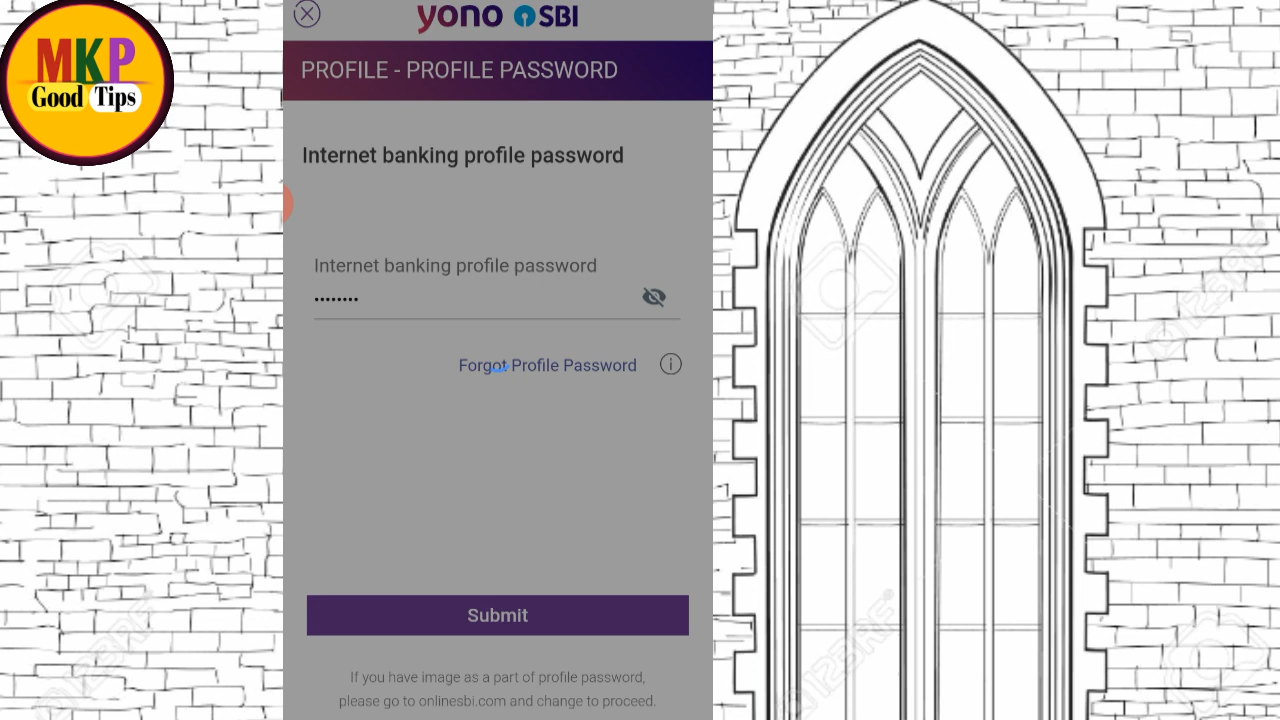 MKP
Good Tips
yono SBI
PROFILE - PROFILE PASSWORD
Internet banking profile password
Internet banking profile password
••••••••
Forgot Profile Password
Submit
If you have image as a part of profile password,
please go to onlinesbi.com and change to proceed.